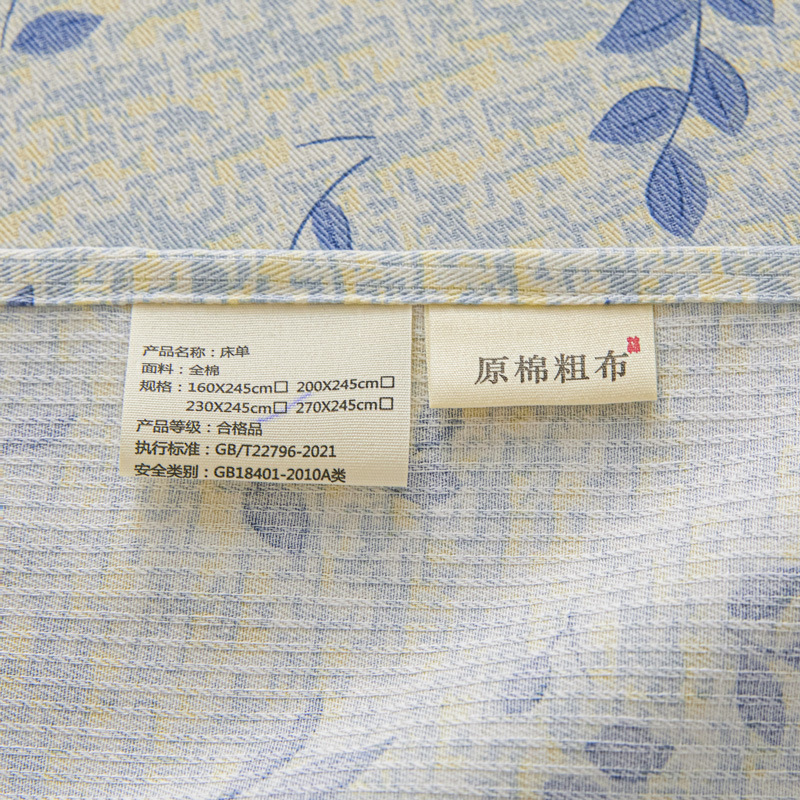 产品名称：床单
面料：全棉
规格：160X245cm□ 200X245cm□
230X245cm□ 270X245cm□
产品等级：合格品
执行标准：GB/T22796-2021
安全类别：GB18401-2010A类
原棉粗布